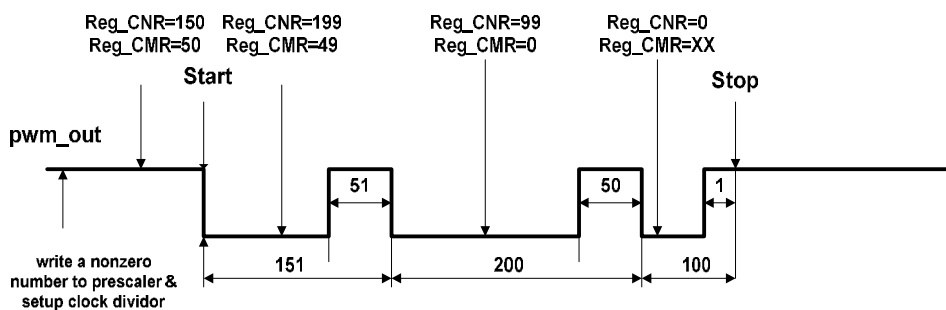 Reg_CNR=150
Reg_CMR=50
Reg_CNR=199
Reg_CMR=49
Reg_CNR=99
Reg_CMR=0
Reg_CNR=0
Reg_CMR=XX
Start
Stop
pwm_out
51
50
1
151
200
100
write a nonzero
number to prescaler &
setup clock dividor